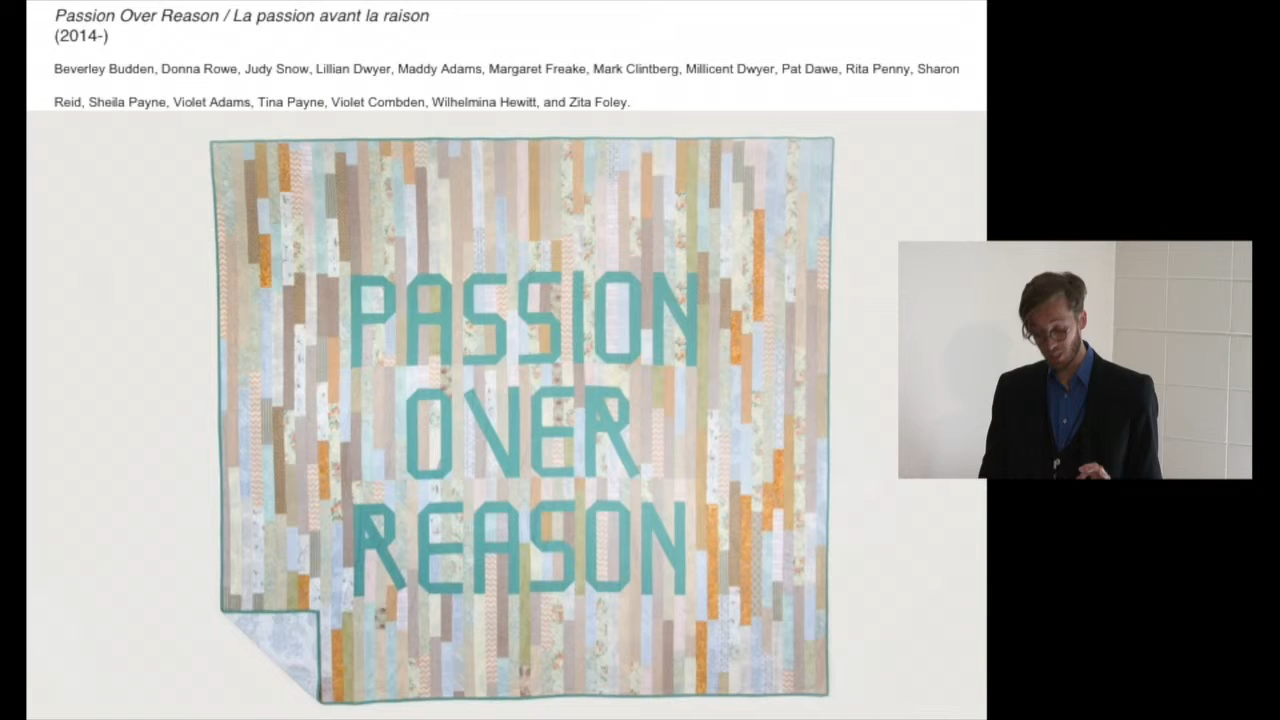 Passion Over Reason / La passion avant la raison
(2014-)
Beverley Budden, Donna Rowe, Judy Snow, Lillian Dwyer, Maddy Adams, Margaret Freake, Mark Clintberg, Millicent Dwyer, Pat Dawe, Rita Penny, Sharon
Reid, Sheila Payne, Violet Adams, Tina Payne, Violet Combden, Wilhelmina Hewitt, and Zita Foley.
PASSION
OVER
REASON